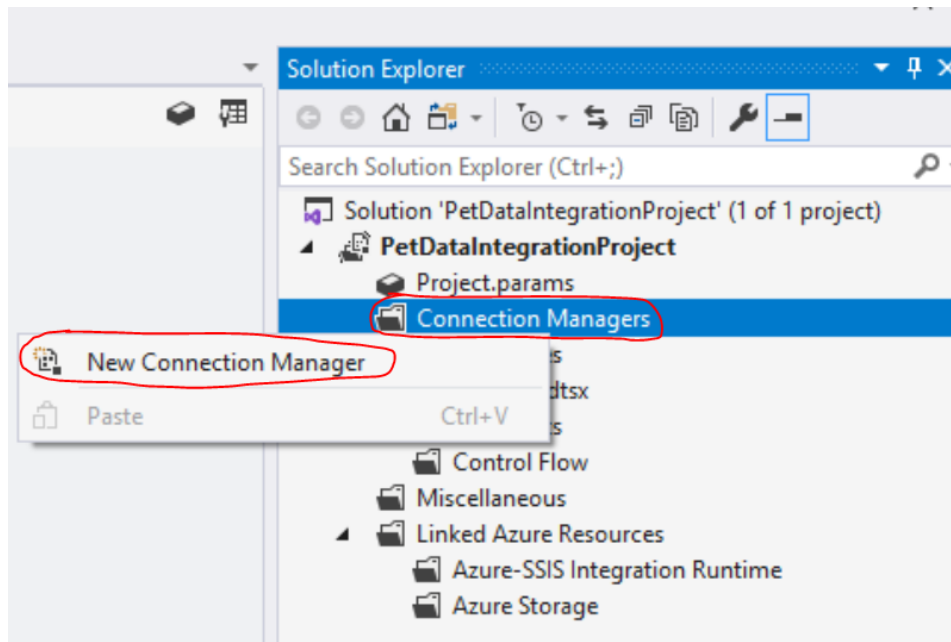 Solution Explorer
Search Solution Explorer (Ctrl+;)
Solution 'PetDataIntegrationProject' (1 of 1 project)
PetDataIntegrationProject
Project.params
Connection Managers
New Connection Manager
dtsx
Paste Ctrl+V
Control Flow
Miscellaneous
Linked Azure Resources
Azure-SSIS Integration Runtime
Azure Storage